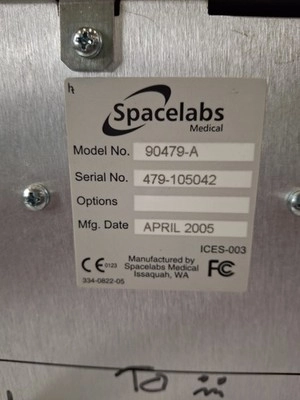 Spacelabs
Medical
Model No. 90479-A
Serial No. 479-105042
Options
Mfg. Date APRIL 2005
ICES-003
CE 0123 Manufactured by
Spacelabs Medical
Issaquah, WA
FC
334-0822-05
To